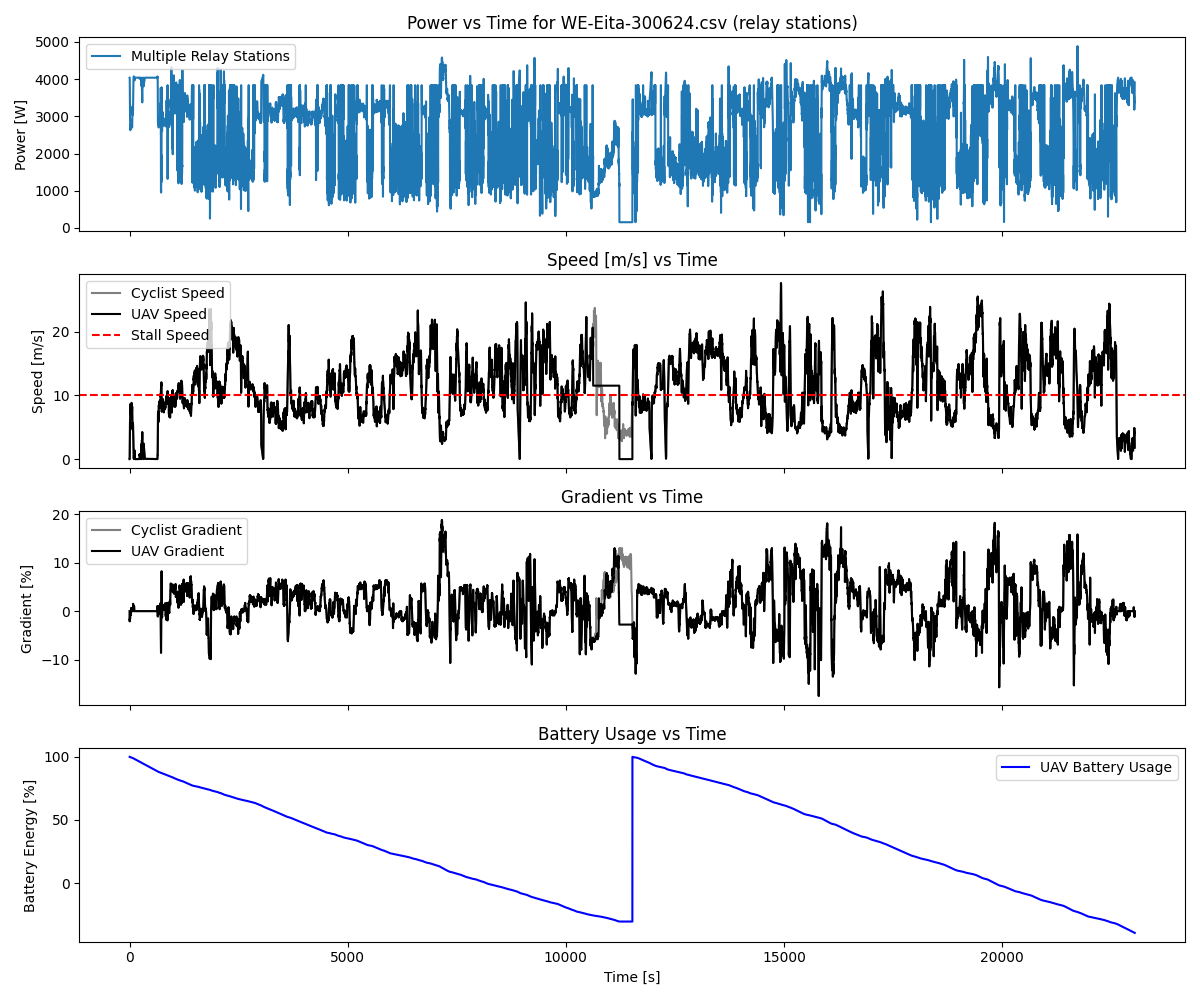 Power vs Time for WE-Eita-300624.csv (relay stations)
Power [W]
5000
4000
3000
2000
1000
0
Multiple Relay Stations
Speed [m/s] vs Time
Speed [m/s]
20
10
0
Cyclist Speed
UAV Speed
Stall Speed
Gradient vs Time
Gradient [%]
20
10
0
−10
Cyclist Gradient
UAV Gradient
Battery Usage vs Time
Battery Energy [%]
100
50
0
UAV Battery Usage
0 5000 10000 15000 20000
Time [s]